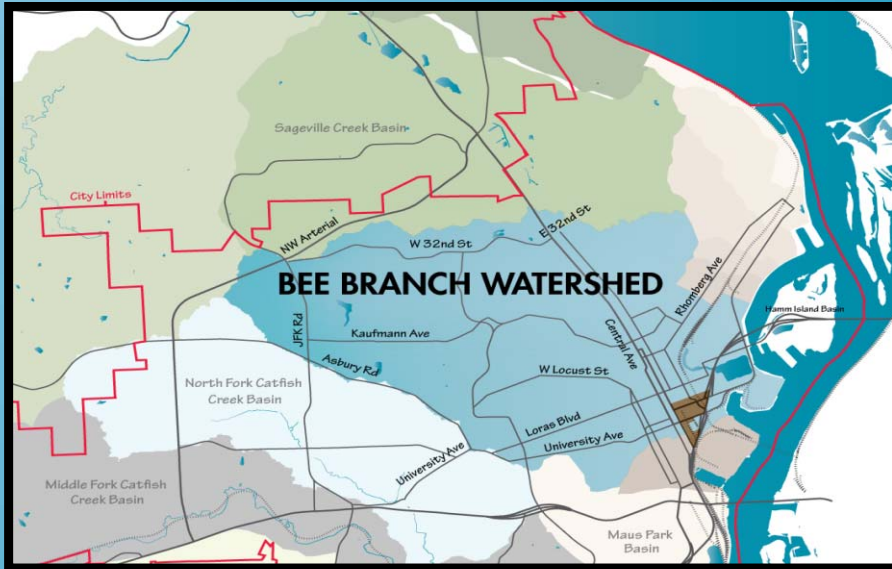 Sageville Creek Basin
City Limits
NW Arterial
W 32nd St
E 32nd St
BEE BRANCH WATERSHED
Rhomberg Ave
Hamm Island Basin
JFK Rd
Kaufmann Ave
Central Ave
Asbury Rd
W Locust St
North Fork Catfish
Creek Basin
Loras Blvd
University Ave
University Ave
Middle Fork Catfish
Creek Basin
Maus Park
Basin